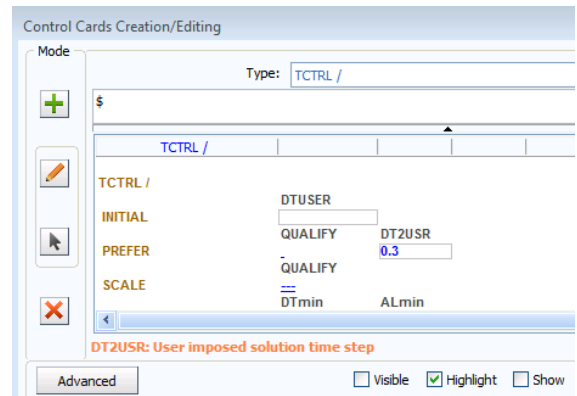 Control Cards Creation/Editing
Mode
Type: TCTRL /
$
TCTRL /
TCTRL /
DTUSER
INITIAL
QUALIFY DT2USR
PREFER _ 0.3
QUALIFY
SCALE ---
DTmin ALmin
DT2USR: User imposed solution time step
Advanced Visible Highlight Show